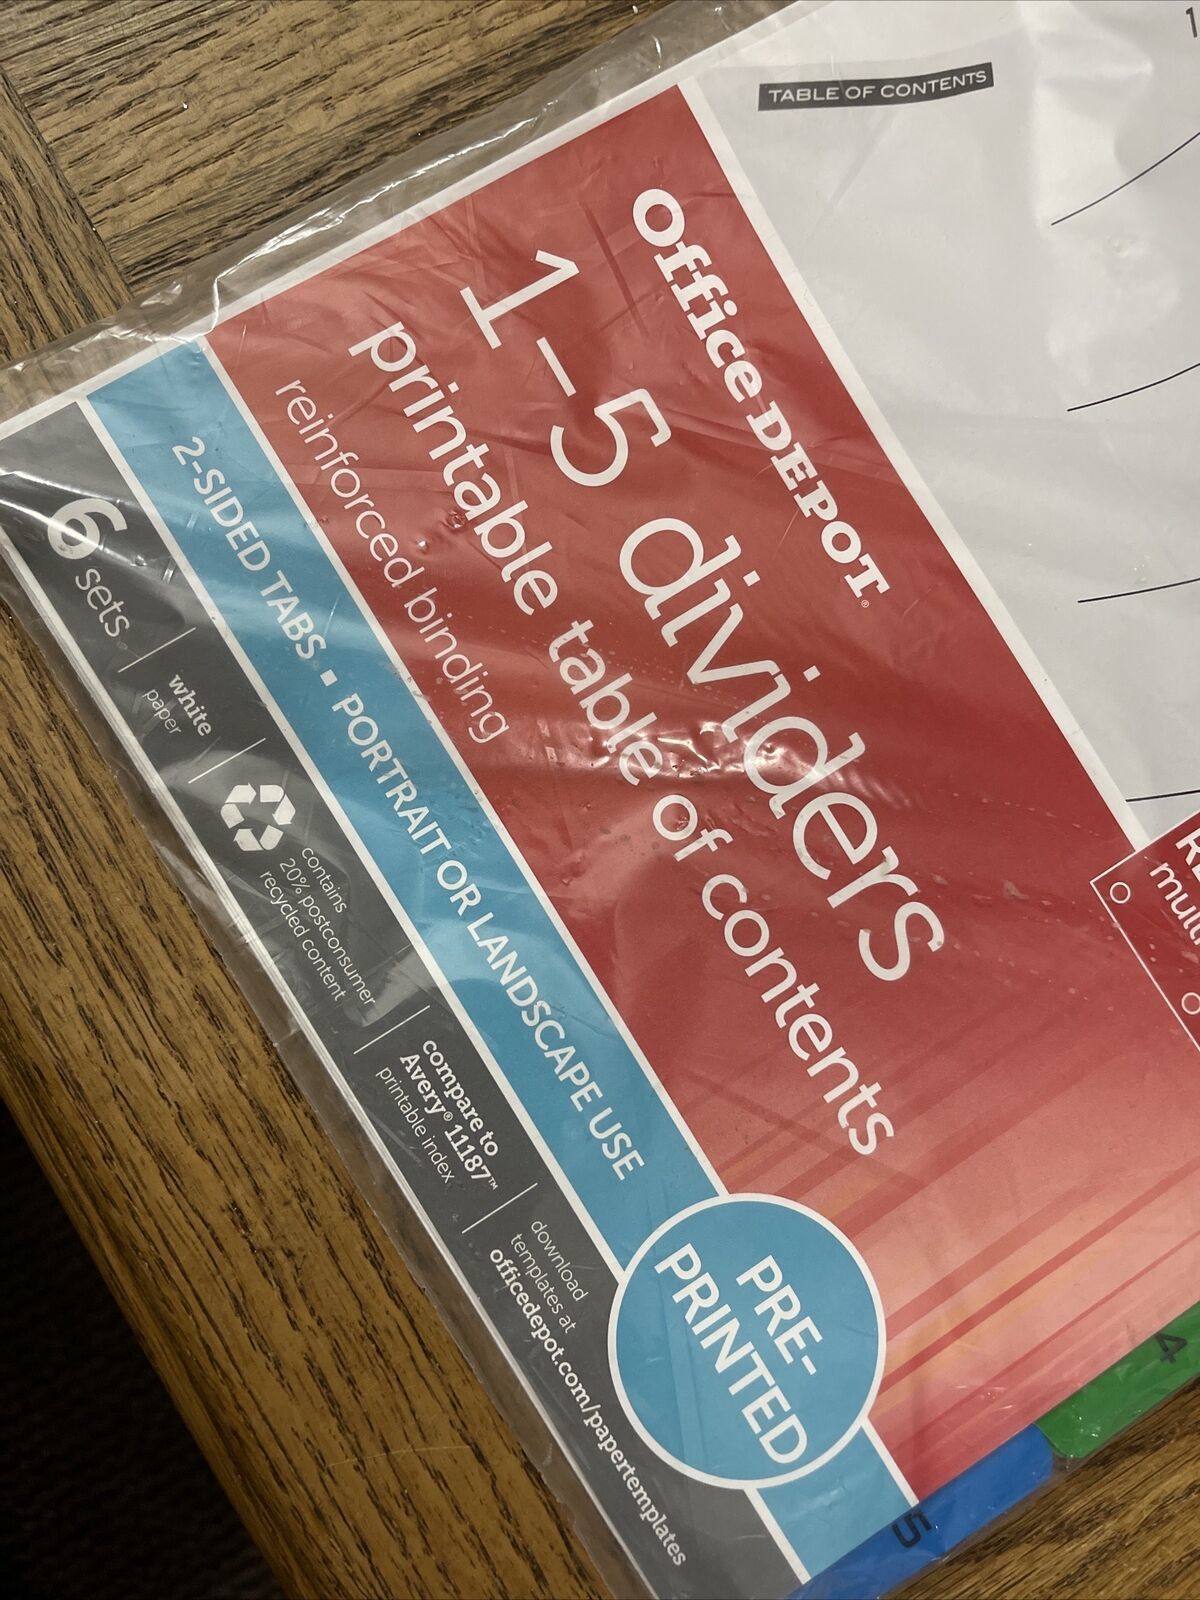 1
TABLE OF CONTENTS
Office DEPOT®
1-5 dividers
printable table of contents
reinforced binding
2-SIDED TABS ▪ PORTRAIT OR LANDSCAPE USE
PRE-
PRINTED
6 sets
white
paper
contains
20% postconsumer
recycled content
compare to
Avery® 11187™
printable index
download
templates at
officedepot.com/papertemplates
4
5